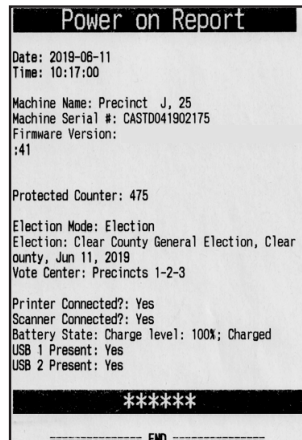 Power on Report
Date: 2019-06-11
Time: 10:17:00
Machine Name: Precinct J, 25
Machine Serial #: CASTD041902175
Firmware Version:
:41
Protected Counter: 475
Election Mode: Election
Election: Clear County General Election, Clear
ounty, Jun 11, 2019
Vote Center: Precincts 1-2-3
Printer Connected?: Yes
Scanner Connected?: Yes
Battery State: Charge level: 100%; Charged
USB 1 Present: Yes
USB 2 Present: Yes
******
--------------- END ---------------